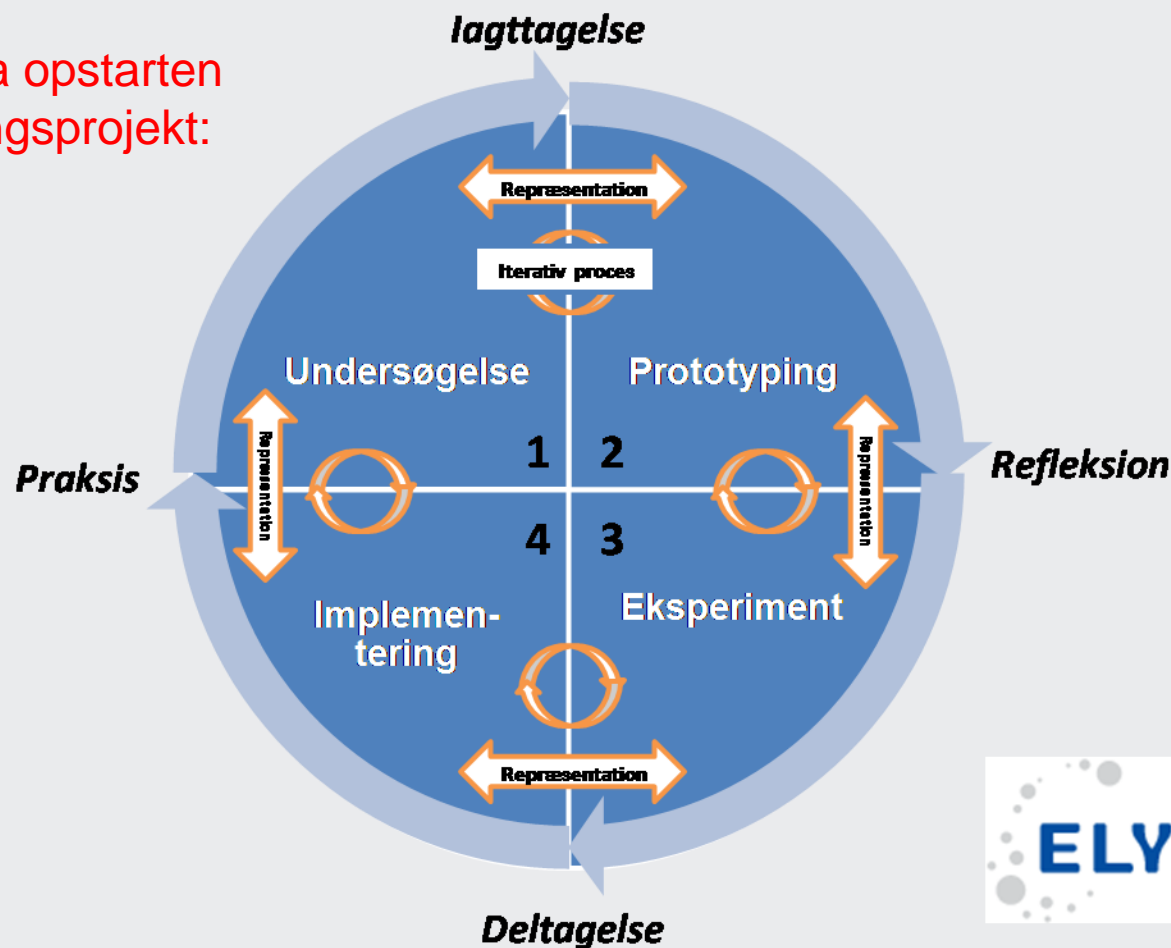 Iagttagelse
a opstarten
ngsprojekt:
Repræsentation
Iterativ proces
Undersøgelse
Prototyping
Repræsentation
Repræsentation
1 2
Praksis
Refleksion
4 3
Implemen-
tering
Eksperiment
Repræsentation
ELY
Deltagelse